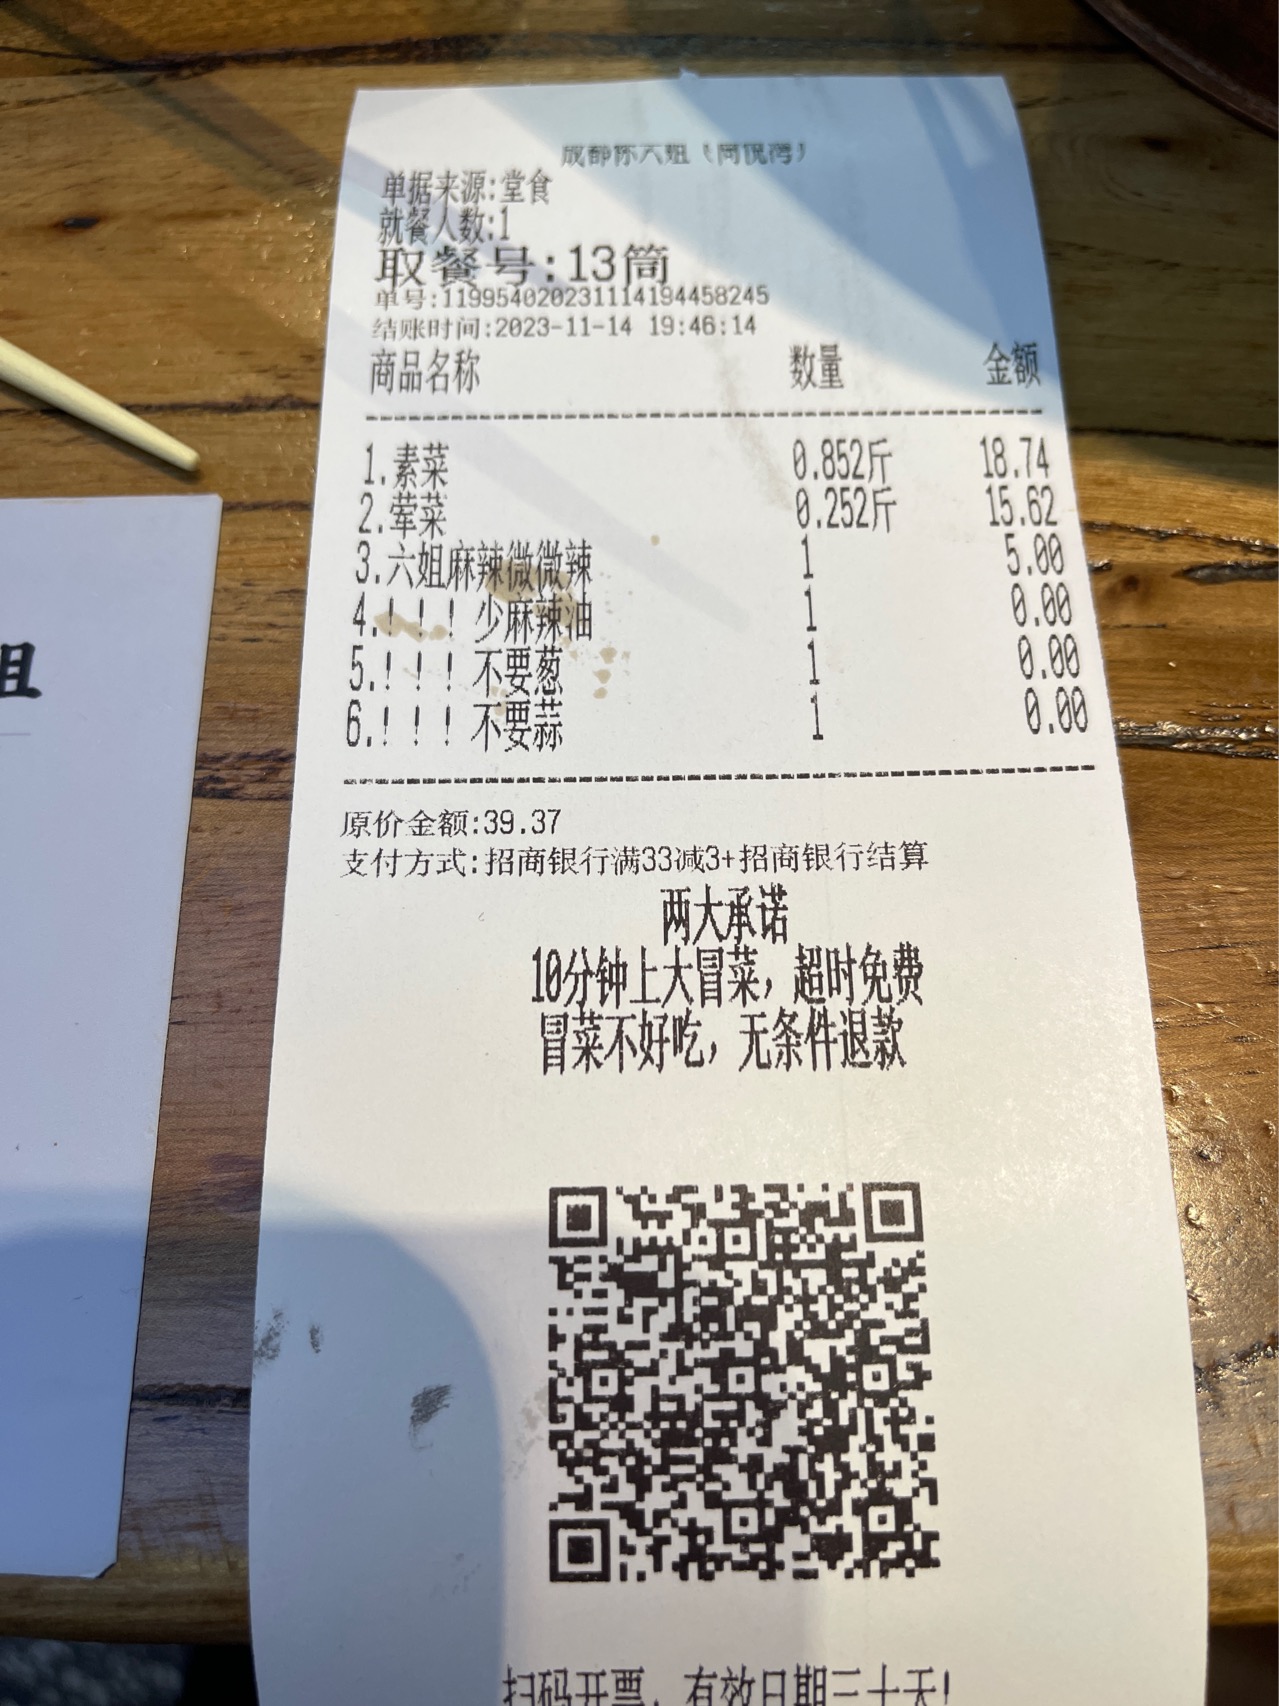 成都你六姐（同悦湾）
单据来源:堂食
就餐人数:1
取餐号:13筒
单号:119954020231114194458245
结账时间:2023-11-14 19:46:14
商品名称 数量 金额
1.素菜 0.852斤 18.74
2.荤菜 0.252斤 15.62
3.六姐麻辣微微辣 1 5.00
4.！！！少麻辣油 1 0.00
5.！！！不要葱 1 0.00
6.！！！不要蒜 1 0.00
原价金额:39.37
支付方式:招商银行满33减3+招商银行结算
两大承诺
10分钟上大冒菜，超时免费
冒菜不好吃，无条件退款
扫码开票，有效日期三十天!
姐